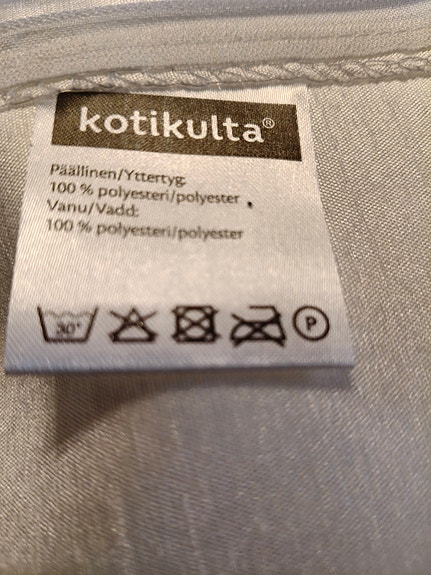 kotikulta®
Päällinen/Yttertyg:
100 % polyesteri/polyester
Vanu/Vadd:
100 % polyesteri/polyester
30° P